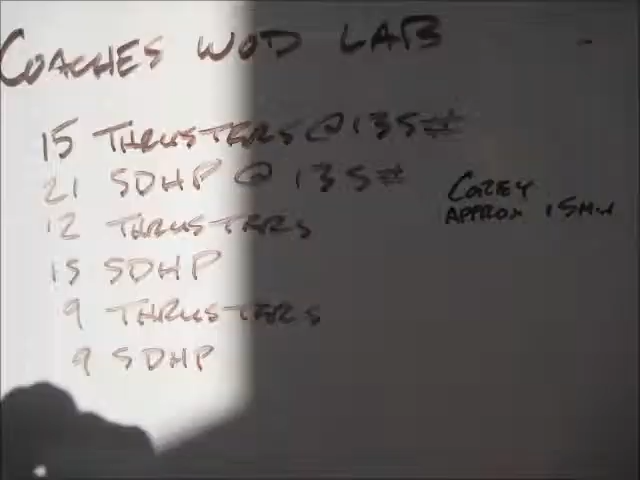 COACHES WOD LAB
15 THRUSTERS @ 135#
21 SDHP @ 135#
COREY
APPROX 15MIN
12 THRUSTERS
15 SDHP
9 THRUSTERS
9 SDHP